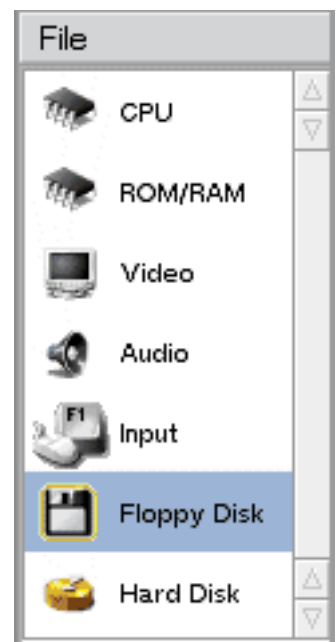 File
CPU
ROM/RAM
Video
Audio
F1
Input
Floppy Disk
Hard Disk